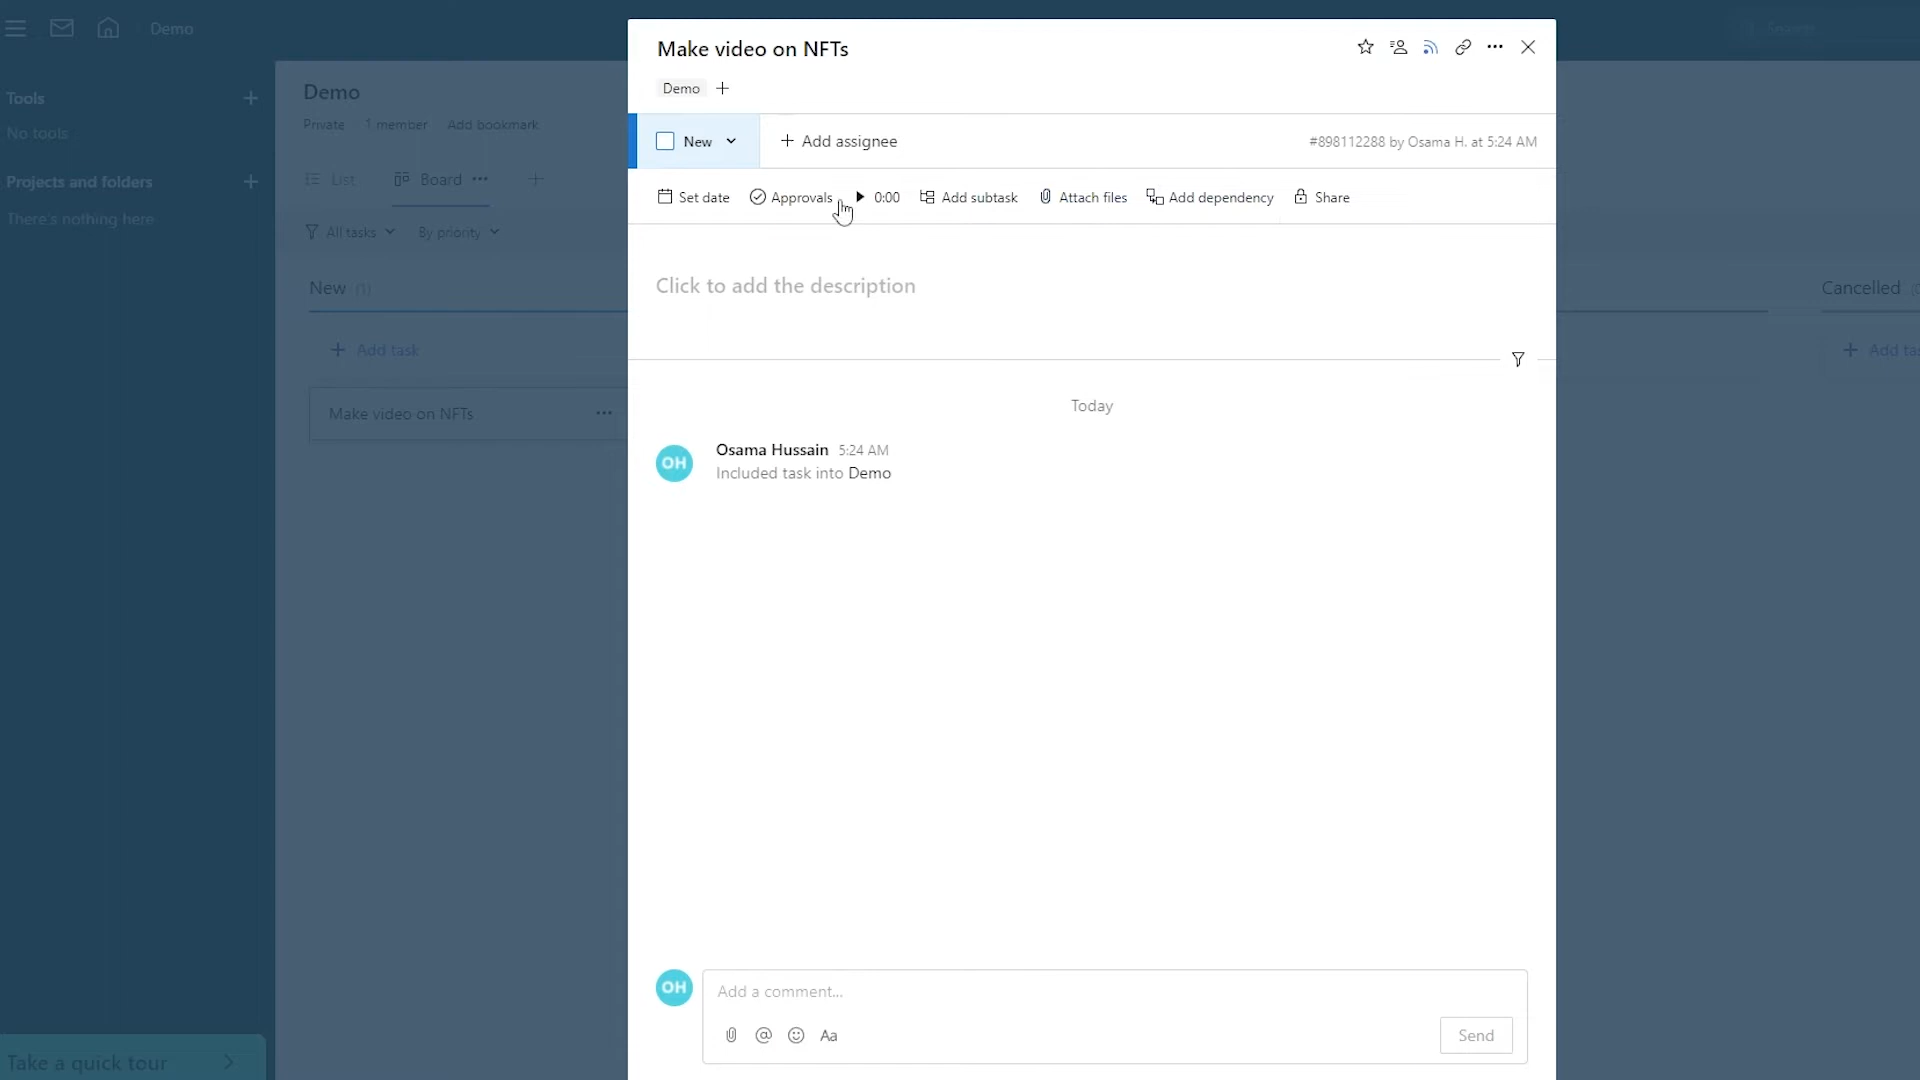 Demo
Search
Tools
No tools
Projects and folders
There's nothing here
Take a quick tour
Demo
Private 1 member Add bookmark
List Board
All tasks By priority
New (1)
Add task
Make video on NFTs
Cancelled
Add
Make video on NFTs
Demo
New Add assignee #898112288 by Osama H. at 5:24 AM
Set date Approvals 0:00 Add subtask Attach files Add dependency Share
Click to add the description
Today
OH Osama Hussain 5:24 AM
Included task into Demo
OH Add a comment...
@ Aa Send